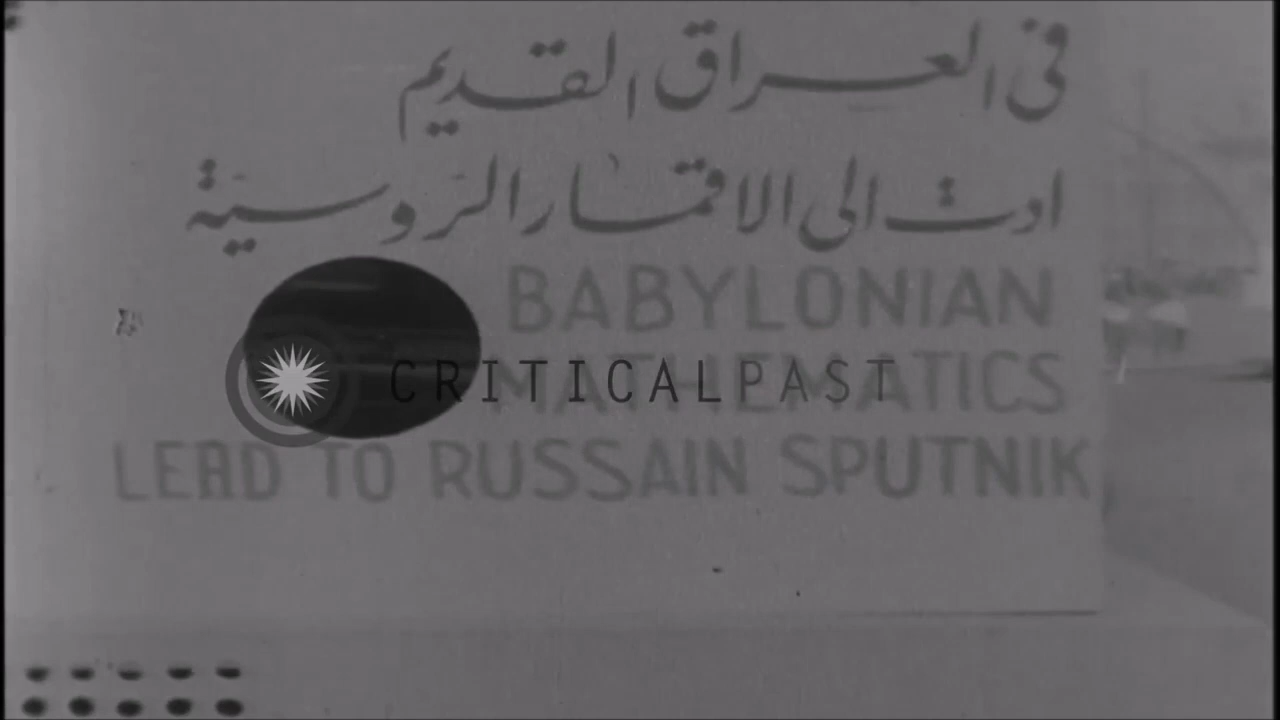 فى العراق القديم
ادت الى الاقمار الروسية
BABYLONIAN
MATHEMATICS
CRITICALPAST
LEAD TO RUSSAIN SPUTNIK